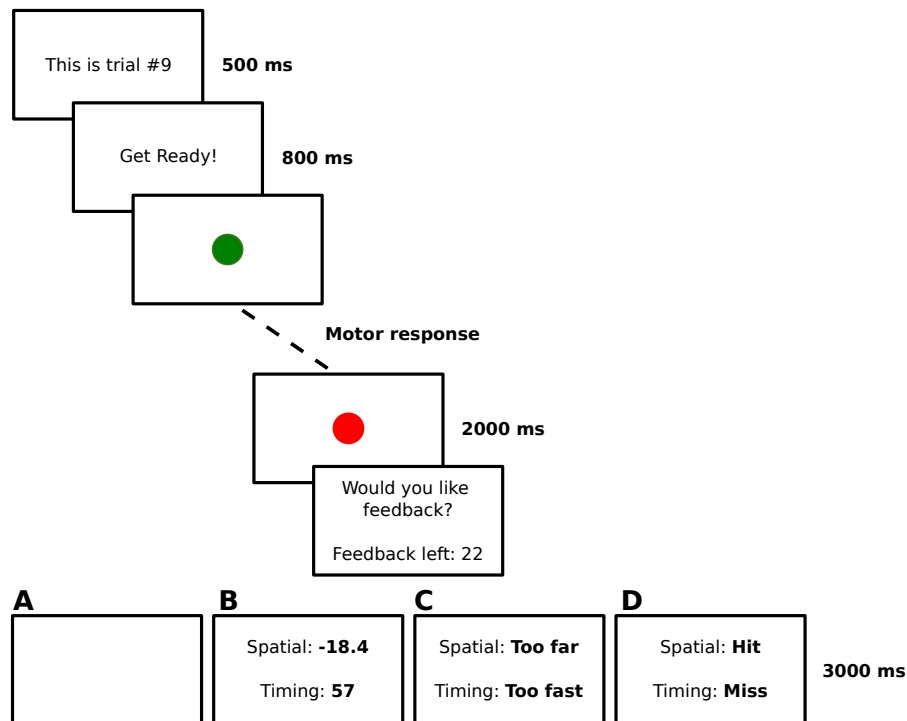 This is trial #9
500 ms
Get Ready!
800 ms
Motor response
2000 ms
Would you like
feedback?
Feedback left: 22
A
B
C
D
Spatial: -18.4
Timing: 57
Spatial: Too far
Timing: Too fast
Spatial: Hit
Timing: Miss
3000 ms